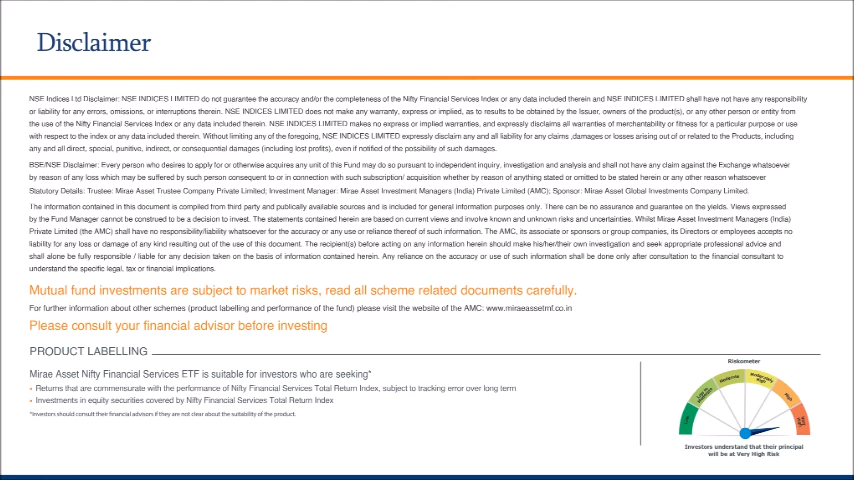 Disclaimer
NSE Indices Ltd Disclaimer: NSE INDICES LIMITED do not guarantee the accuracy and/or the completeness of the Nifty Financial Services Index or any data included therein and NSE INDICES LIMITED shall not have any responsibility
or liability for any errors, omissions, or interruptions therein. NSE INDICES LIMITED does not make any warranty, express or implied, as to results to be obtained by the Issuer, owners of the product(s), or any other person or entity from
the use of the Nifty Financial Services Index or any data included therein. NSE INDICES LIMITED makes no express or implied warranties, and expressly disclaims all warranties of merchantability or fitness for a particular purpose or use
with respect to the index or any data included therein. Without limiting any of the foregoing, NSE INDICES LIMITED expressly disclaim any and all liability for any claims ,damages or losses arising out of or related to the Products, including
any and all direct, special, punitive, indirect, or consequential damages (including lost profits), even if notified of the possibility of such damages.
BSE/NSE Disclaimer: Every person who desires to apply for or otherwise acquires any unit of this Fund may do so pursuant to independent inquiry, investigation and analysis and shall not have any claim against the Exchange whatsoever
by reason of any loss which may be suffered by such person consequent to or in connection with such subscription/ acquisition whether by reason of anything stated or omitted to be stated herein or any other reason whatsoever
Statutory Details: Trustee: Mirae Asset Trustee Company Private Limited; Investment Manager: Mirae Asset Investment Managers (India) Private Limited (AMC); Sponsor: Mirae Asset Global Investments Company Limited.
The information contained in this document is compiled from third party and publically available sources and is included for general information purposes only. There can be no assurance and guarantee on the yields. Views expressed
by the Fund Manager cannot be construed to be a decision to invest. The statements contained herein are based on current views and involve known and unknown risks and uncertainties. Whilst Mirae Asset Investment Managers (India)
Private Limited (the AMC) shall have no responsibility/liability whatsoever for the accuracy or any use or reliance thereof of such information. The AMC, its associate or sponsors or group companies, its Directors or employees accepts no
liability for any loss or damage of any kind resulting out of the use of this document. The recipient(s) before acting on any information herein should make his/her/their own investigation and seek appropriate professional advice and
shall alone be fully responsible / liable for any decision taken on the basis of information contained herein. Any reliance on the accuracy or use of such information shall be done only after consultation to the financial consultant to
understand the specific legal, tax or financial implications.
Mutual fund investments are subject to market risks, read all scheme related documents carefully.
For further information about other schemes (product labelling and performance of the fund) please visit the website of the AMC: www.miraeassetmf.co.in
Please consult your financial advisor before investing
PRODUCT LABELLING
Mirae Asset Nifty Financial Services ETF is suitable for investors who are seeking*
• Returns that are commensurate with the performance of Nifty Financial Services Total Return Index, subject to tracking error over long term
• Investments in equity securities covered by Nifty Financial Services Total Return Index
*Investors should consult their financial advisors if they are not clear about the suitability of the product.
Riskometer
Low
Low to Moderate
Moderate
Moderately High
High
Very High
Investors understand that their principal
will be at Very High Risk